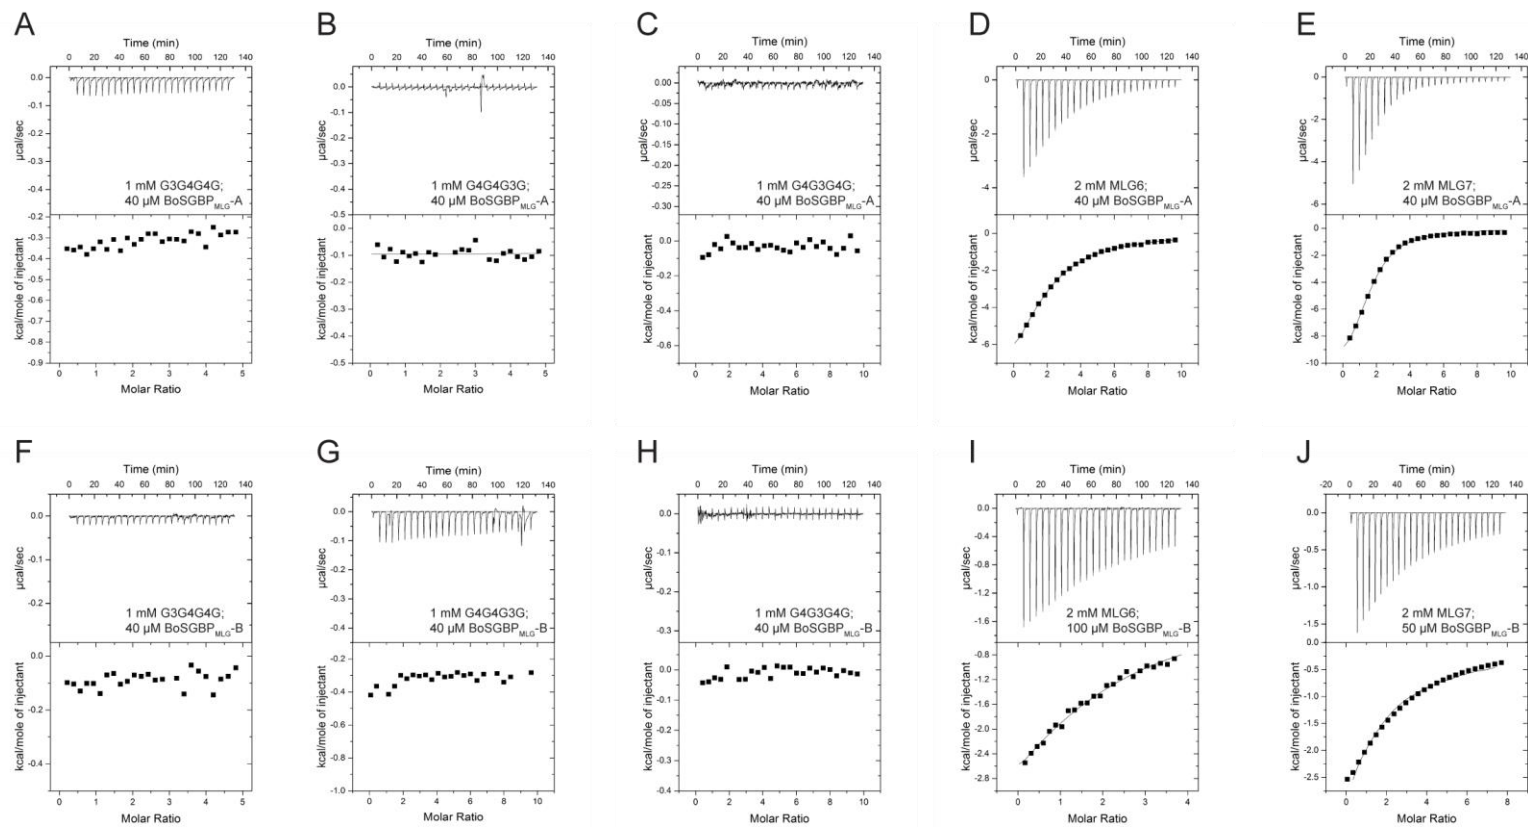 A
Time (min)
0 20 40 60 80 100 120 140
0.0
-0.1
-0.2
-0.3
-0.4
µcal/sec
1 mM G3G4G4G;
40 µM BoSGBPMLG-A
-0.2
-0.3
-0.4
-0.5
-0.6
-0.7
-0.8
-0.9
kcal/mole of injectant
0 1 2 3 4 5
Molar Ratio
B
Time (min)
0 20 40 60 80 100 120 140
0.1
0.0
-0.1
-0.2
-0.3
-0.4
-0.5
µcal/sec
1 mM G4G4G3G;
40 µM BoSGBPMLG-A
0.0
-0.1
-0.2
-0.3
-0.4
-0.5
kcal/mole of injectant
0 1 2 3 4 5
Molar Ratio
C
Time (min)
0 20 40 60 80 100 120 140
0.00
-0.05
-0.10
-0.15
-0.20
-0.25
-0.30
µcal/sec
1 mM G4G3G4G;
40 µM BoSGBPMLG-A
0.0
-0.2
-0.4
-0.6
kcal/mole of injectant
0 2 4 6 8 10
Molar Ratio
D
Time (min)
0 20 40 60 80 100 120 140
0
-2
-4
µcal/sec
2 mM MLG6;
40 µM BoSGBPMLG-A
0
-2
-4
-6
kcal/mole of injectant
0 2 4 6 8 10
Molar Ratio
E
Time (min)
0 20 40 60 80 100 120 140
0
-2
-4
-6
µcal/sec
2 mM MLG7;
40 µM BoSGBPMLG-A
0
-2
-4
-6
-8
-10
kcal/mole of injectant
0 2 4 6 8 10
Molar Ratio
F
Time (min)
0 20 40 60 80 100 120 140
0.0
-0.1
-0.2
µcal/sec
1 mM G3G4G4G;
40 µM BoSGBPMLG-B
0.0
-0.2
-0.4
kcal/mole of injectant
0 1 2 3 4 5
Molar Ratio
G
Time (min)
0 20 40 60 80 100 120 140
0.0
-0.1
-0.2
-0.3
-0.4
µcal/sec
1 mM G4G4G3G;
40 µM BoSGBPMLG-B
-0.2
-0.4
-0.6
-0.8
-1.0
kcal/mole of injectant
0 2 4 6 8 10
Molar Ratio
H
Time (min)
0 20 40 60 80 100 120 140
0.0
-0.1
-0.2
-0.3
µcal/sec
1 mM G4G3G4G;
40 µM BoSGBPMLG-B
0.0
-0.1
-0.2
-0.3
-0.4
kcal/mole of injectant
0 2 4 6 8 10
Molar Ratio
I
Time (min)
0 20 40 60 80 100 120 140
0.0
-0.4
-0.8
-1.2
-1.6
µcal/sec
2 mM MLG6;
100 µM BoSGBPMLG-B
-0.8
-1.2
-1.6
-2.0
-2.4
-2.8
kcal/mole of injectant
0 1 2 3 4
Molar Ratio
J
Time (min)
-20 0 20 40 60 80 100 120 140
0.0
-0.5
-1.0
1.5
µcal/sec
2 mM MLG7;
50 µM BoSGBPMLG-B
0.0
-0.5
-1.0
-1.5
-2.0
-2.5
kcal/mole of injectant
0 2 4 6 8
Molar Ratio